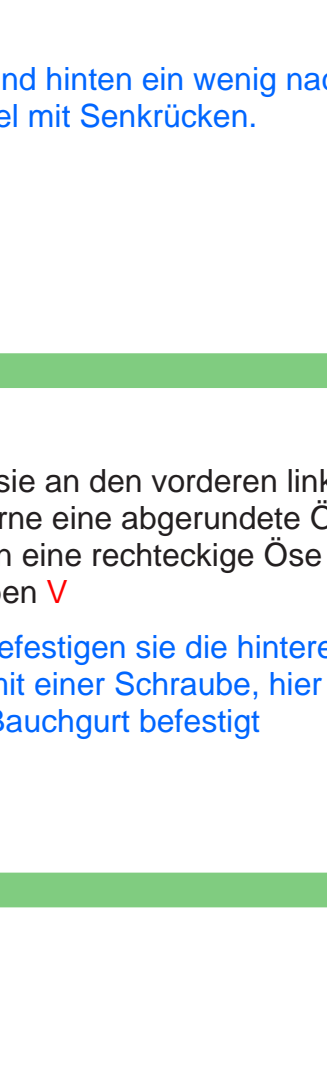 nd hinten ein wenig nac
el mit Senkrücken.
sie an den vorderen link
rne eine abgerundete Ö
n eine rechteckige Öse
ben V
efestigen sie die hintere
nit einer Schraube, hier
Bauchgurt befestigt